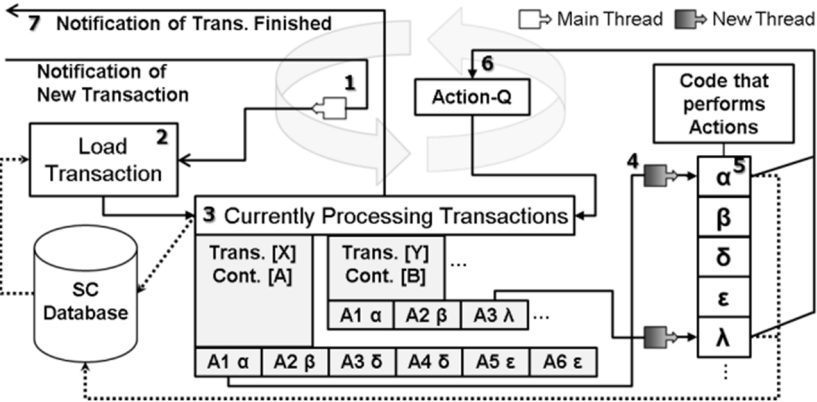 7 Notification of Trans. Finished
Main Thread
New Thread
Notification of
New Transaction
1
6
Action-Q
Code that
performs
Actions
2
Load
Transaction
4
5
α
β
δ
ε
λ
⋮
3 Currently Processing Transactions
SC
Database
Trans. [X]
Cont. [A]
Trans. [Y]
Cont. [B]
...
A1 α A2 β A3 λ ...
A1 α A2 β A3 δ A4 δ A5 ε A6 ε